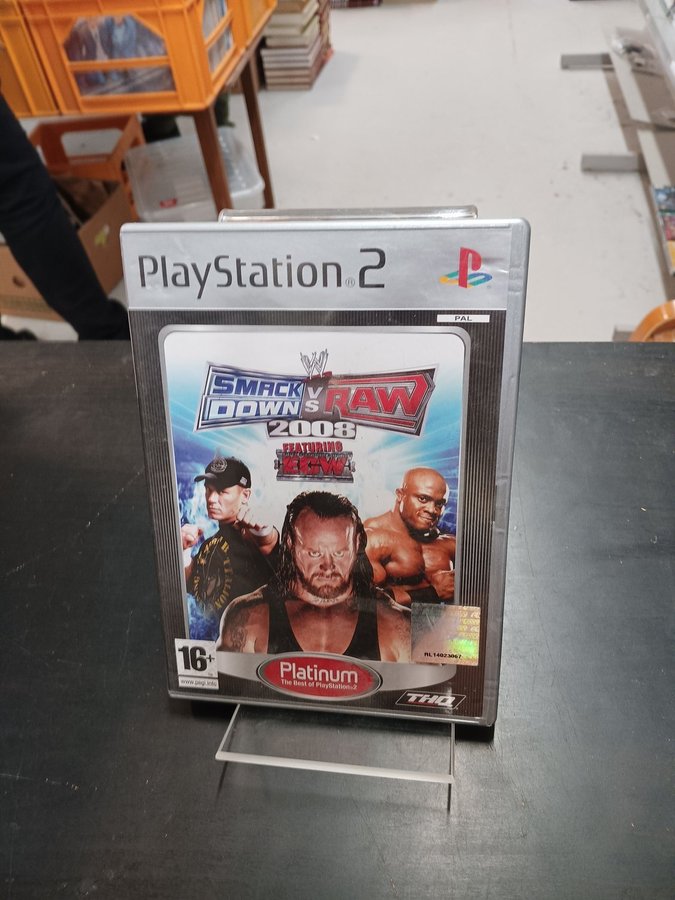 PlayStation®2
PAL
W
SMACK
DOWN
VS
RAW
2008
FEATURING
ECW
16+
www.pegi.info
Platinum
The Best of PlayStation®2
RL14023067
THQ